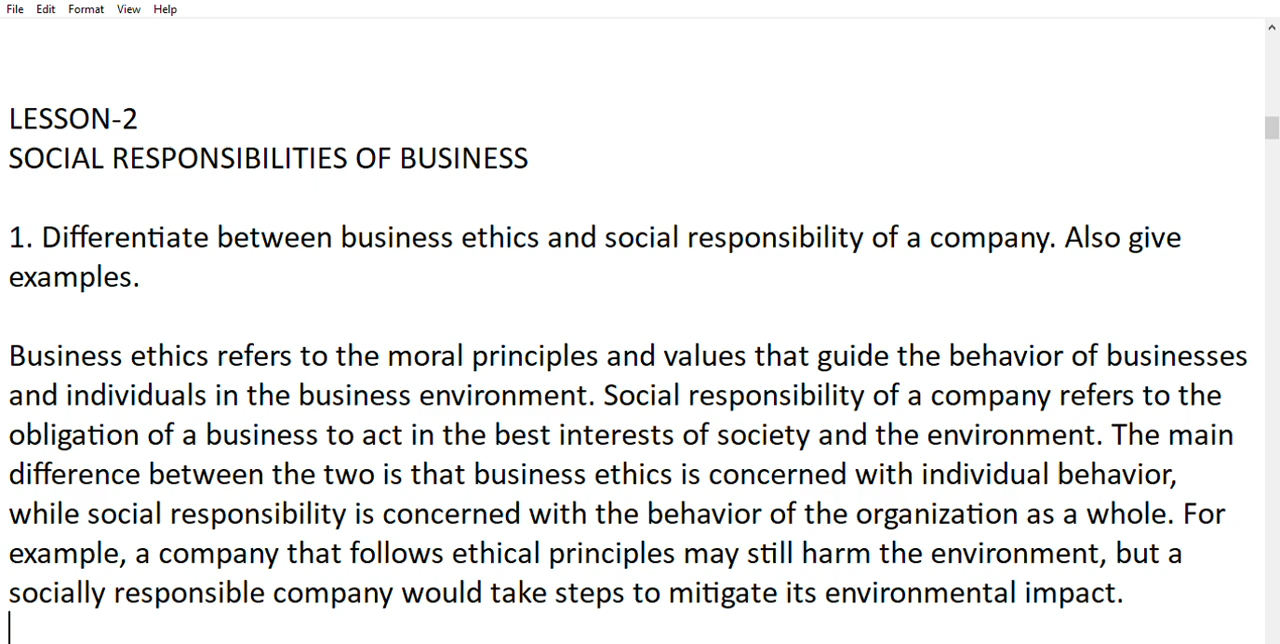 File Edit Format View Help
LESSON-2
SOCIAL RESPONSIBILITIES OF BUSINESS
1. Differentiate between business ethics and social responsibility of a company. Also give
examples.
Business ethics refers to the moral principles and values that guide the behavior of businesses
and individuals in the business environment. Social responsibility of a company refers to the
obligation of a business to act in the best interests of society and the environment. The main
difference between the two is that business ethics is concerned with individual behavior,
while social responsibility is concerned with the behavior of the organization as a whole. For
example, a company that follows ethical principles may still harm the environment, but a
socially responsible company would take steps to mitigate its environmental impact.